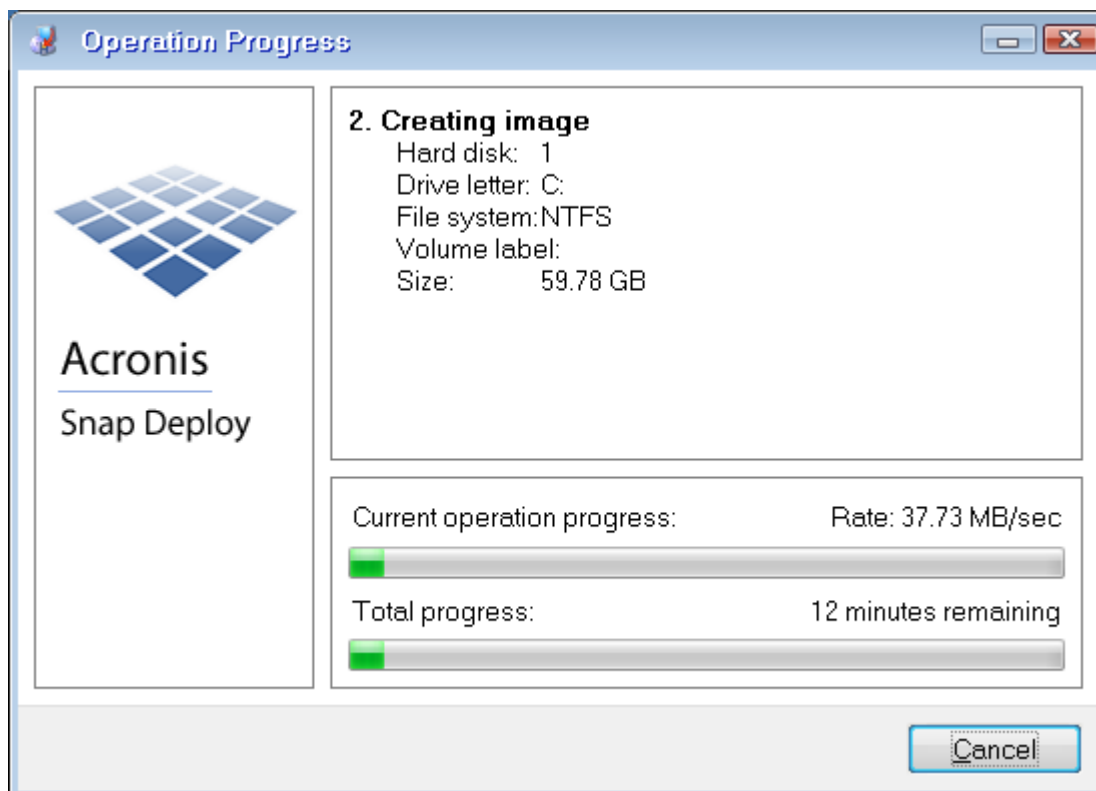 Operation Progress
2. Creating image
Hard disk: 1
Drive letter: C:
File system:NTFS
Volume label:
Size: 59.78 GB
Acronis
Snap Deploy
Current operation progress: Rate: 37.73 MB/sec
Total progress: 12 minutes remaining
Cancel